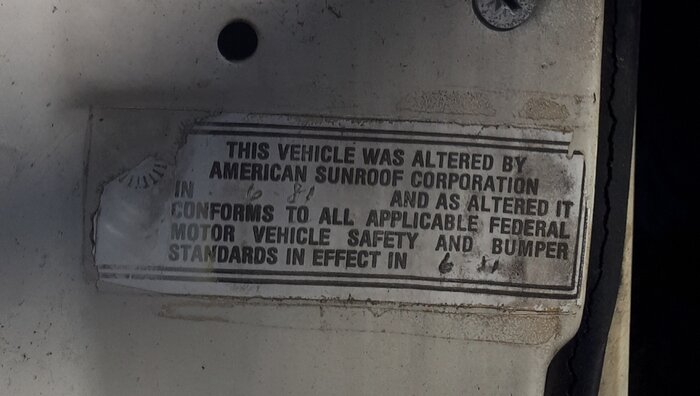 THIS VEHICLE WAS ALTERED BY
AMERICAN SUNROOF CORPORATION
IN 6 81 AND AS ALTERED IT
CONFORMS TO ALL APPLICABLE FEDERAL
MOTOR VEHICLE SAFETY AND BUMPER
STANDARDS IN EFFECT IN 6